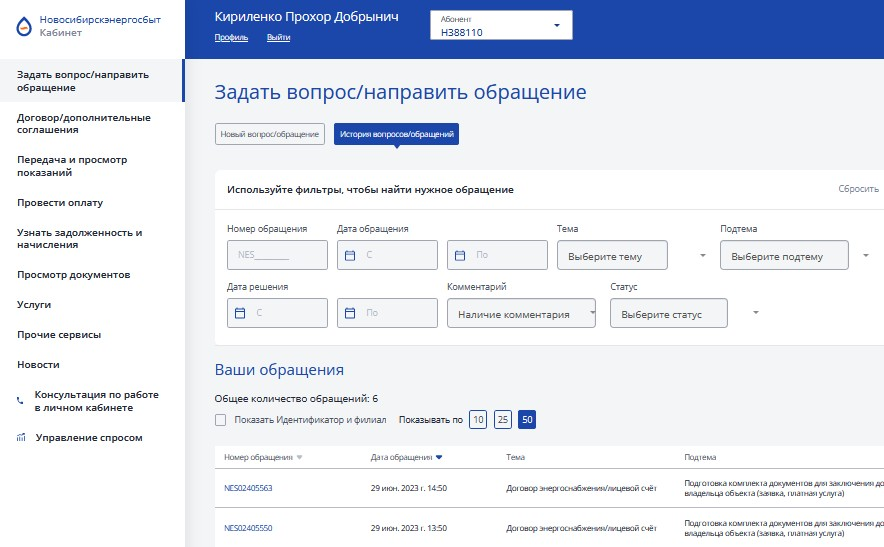 Новосибирскэнергосбыт
Кабинет
Кириленко Прохор Добрынич
Профиль Выйти
Абонент
Н388110
Задать вопрос/направить
обращение
Договор/дополнительные
соглашения
Передача и просмотр
показаний
Провести оплату
Узнать задолженность и
начисления
Просмотр документов
Услуги
Прочие сервисы
Новости
Консультация по работе
в личном кабинете
Управление спросом
Задать вопрос/направить обращение
Новый вопрос/обращение История вопросов/обращений
Используйте фильтры, чтобы найти нужное обращение Сбросить
Номер обращения Дата обращения Тема Подтема
NES________ С По Выберите тему Выберите подтему
Дата решения Комментарий Статус
С По Наличие комментария Выберите статус
Ваши обращения
Общее количество обращений: 6
Показать Идентификатор и филиал Показывать по 10 25 50
Номер обращения Дата обращения Тема Подтема
NES02405563 29 июн. 2023 г. 14:50 Договор энергоснабжения/лицевой счёт Подготовка комплекта документов для заключения до
владельца объекта (заявка, платная услуга)
NES02405550 29 июн. 2023 г. 13:50 Договор энергоснабжения/лицевой счёт Подготовка комплекта документов для заключения до
владельца объекта (заявка, платная услуга)